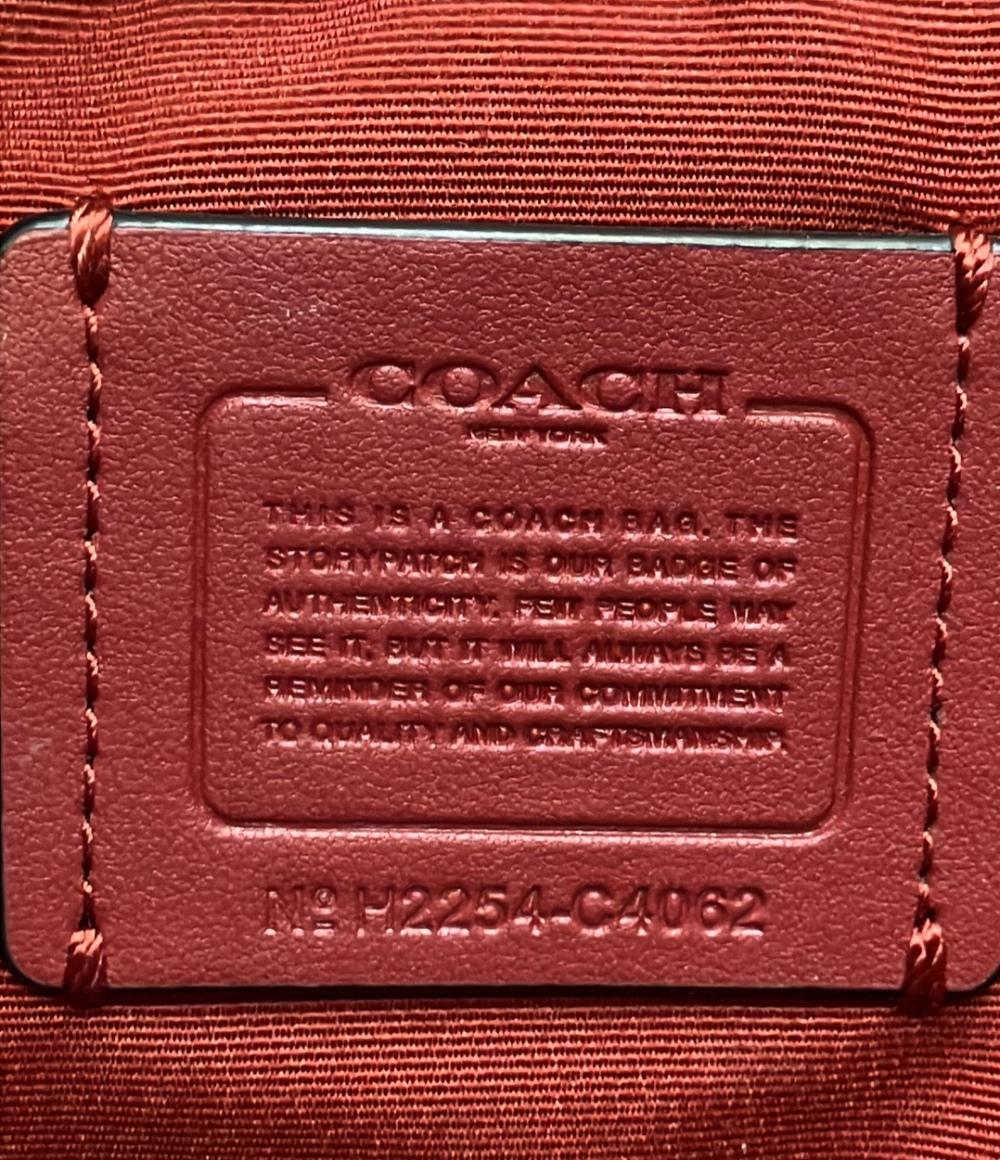 COACH
NEW YORK
THIS IS A COACH BAG. THE
STORYPATCH IS OUR BADGE OF
AUTHENTICITY. FEW PEOPLE MAY
SEE IT, BUT IT WILL ALWAYS BE A
REMINDER OF OUR COMMITMENT
TO QUALITY AND CRAFTSMANSHIP.
Nº H2254-C4062